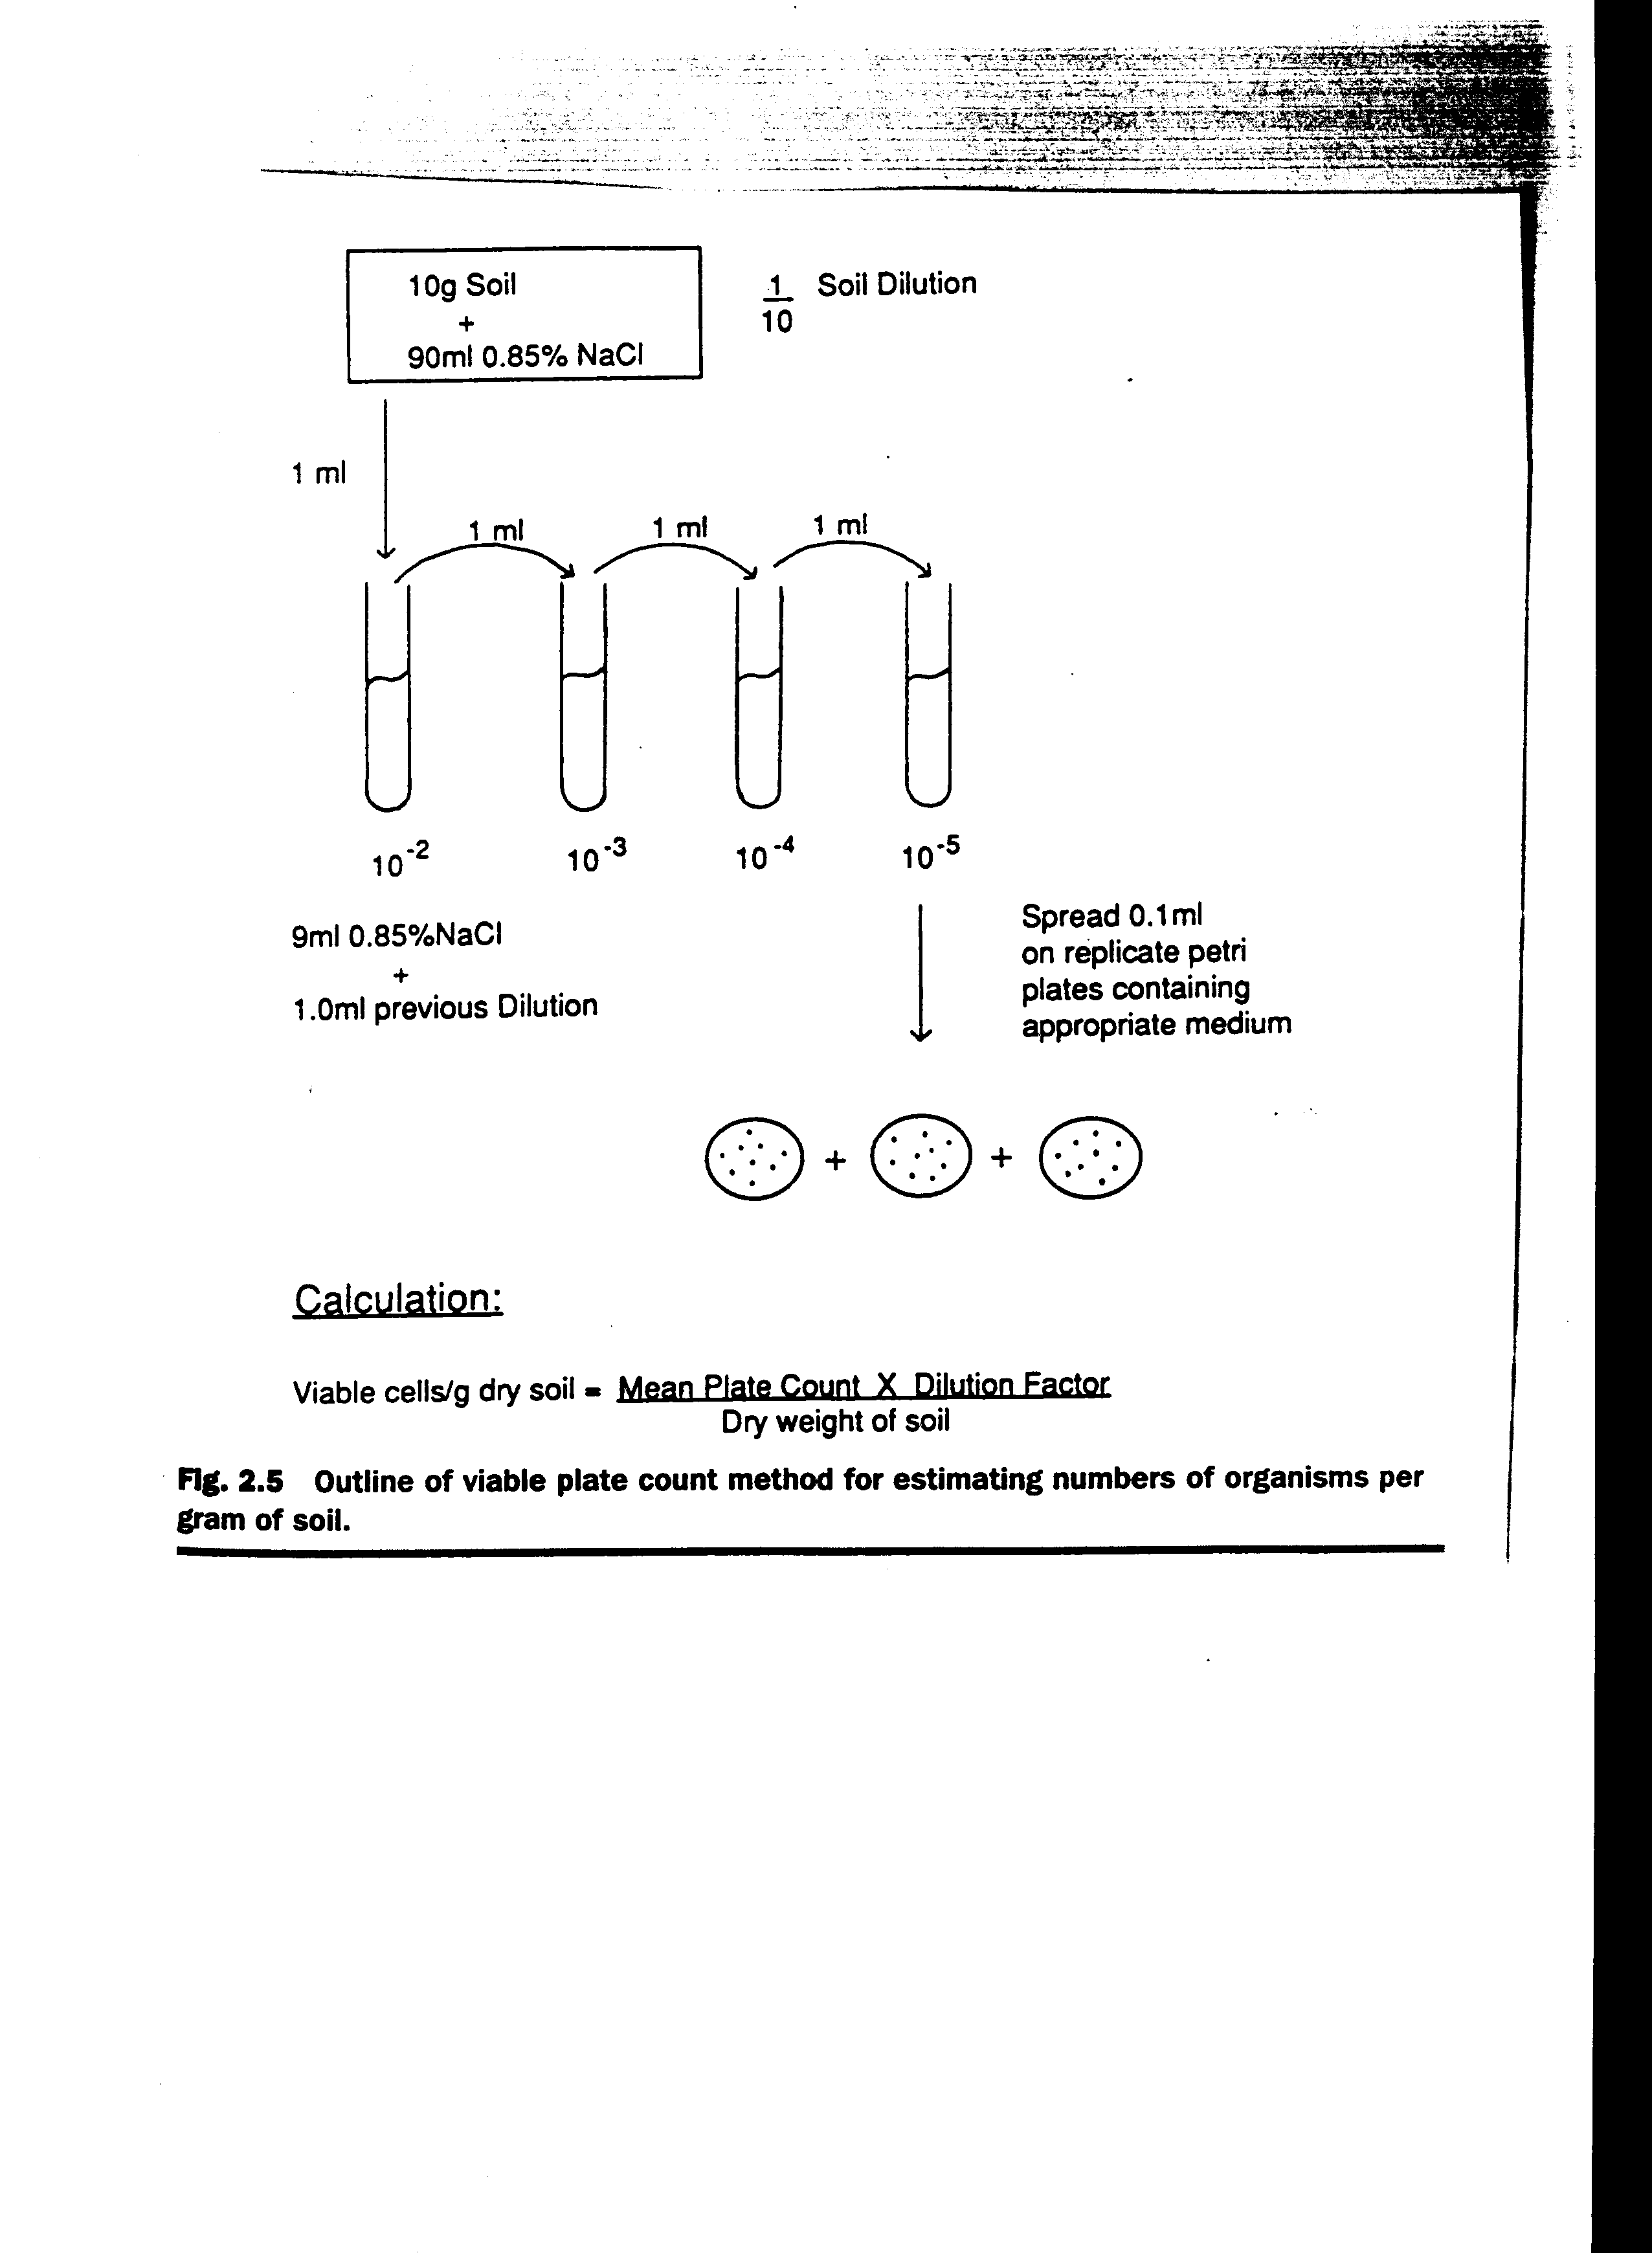 10g Soil
+
90ml 0.85% NaCl
1 Soil Dilution
10
1 ml
1 ml 1 ml 1 ml
10-2 10-3 10-4 10-5
9ml 0.85%NaCl
+
1.0ml previous Dilution
Spread 0.1ml
on replicate petri
plates containing
appropriate medium
+ +
Calculation:
Viable cells/g dry soil = Mean Plate Count X Dilution Factor
Dry weight of soil
Fig. 2.5 Outline of viable plate count method for estimating numbers of organisms per
gram of soil.